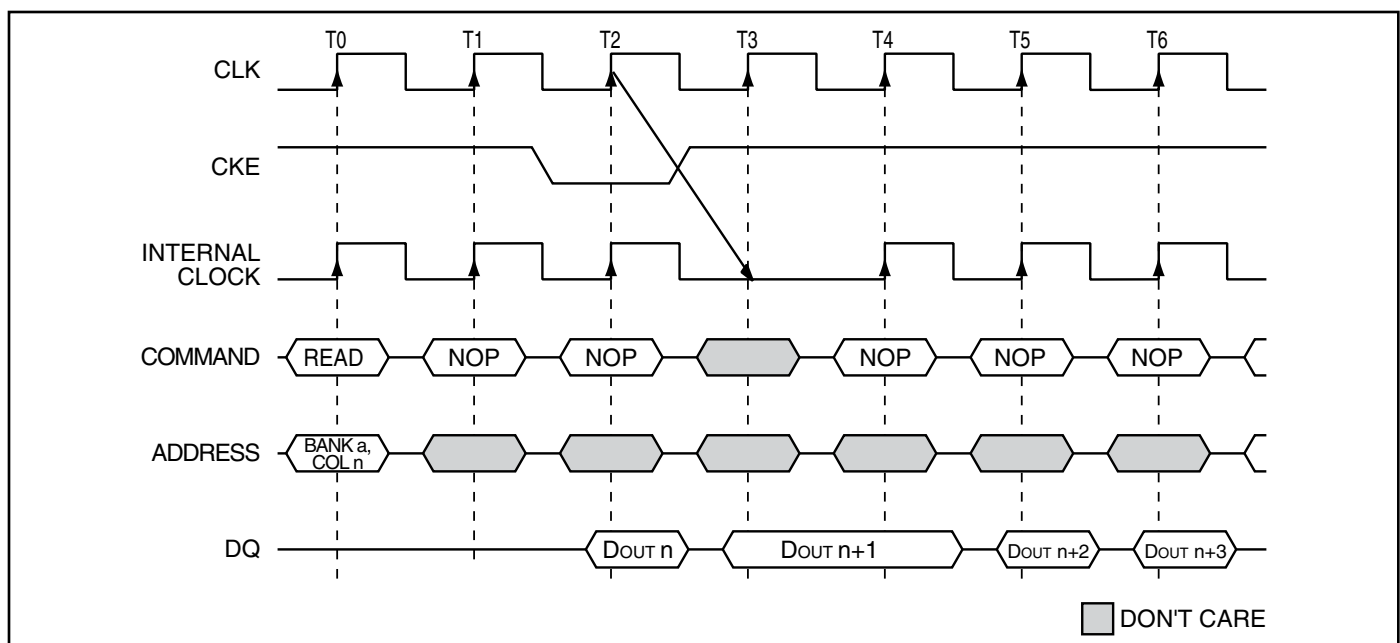 T0 T1 T2 T3 T4 T5 T6
CLK
CKE
INTERNAL
CLOCK
COMMAND READ NOP NOP NOP NOP NOP
ADDRESS BANK a,
COL n
DQ DOUT n DOUT n+1 DOUT n+2 DOUT n+3
DON'T CARE